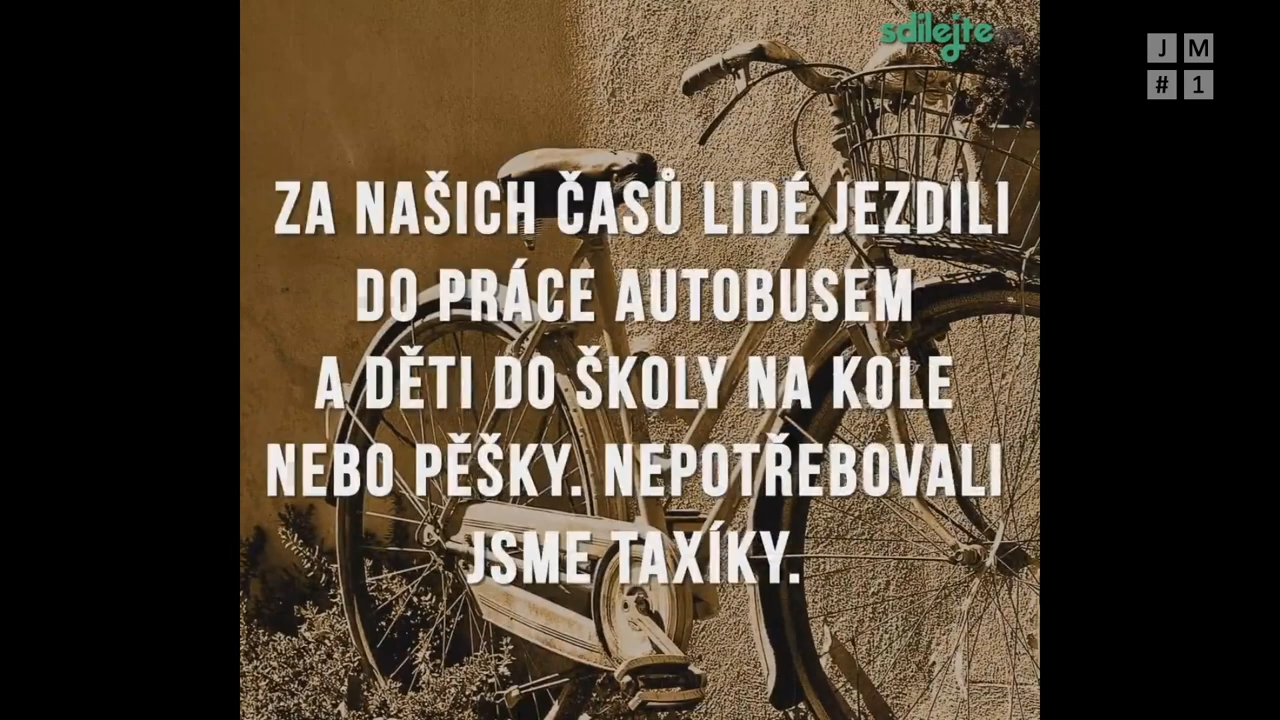 sdilejte
J M
# 1
ZA NAŠICH ČASŮ LIDÉ JEZDILI
DO PRÁCE AUTOBUSEM
A DĚTI DO ŠKOLY NA KOLE
NEBO PĚŠKY. NEPOTŘEBOVALI
JSME TAXÍKY.